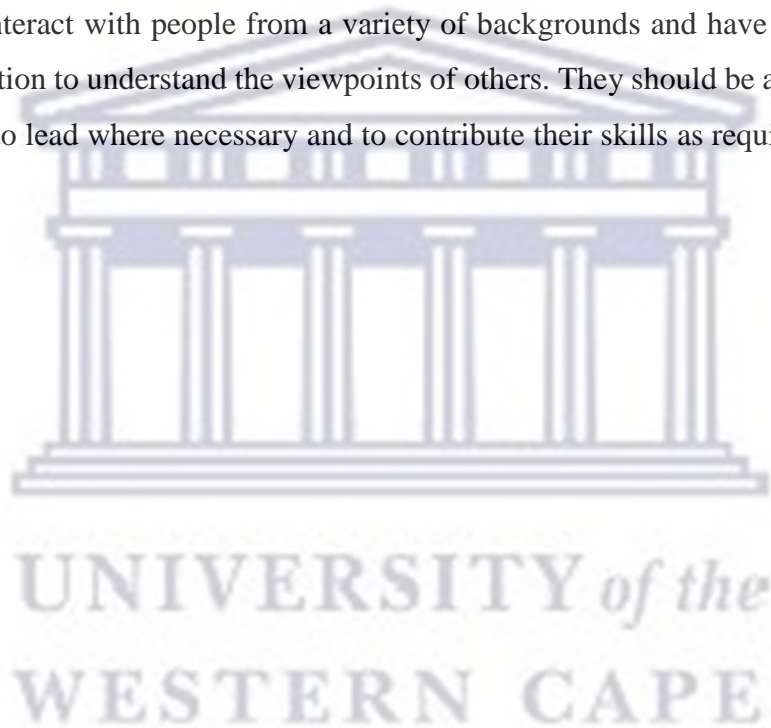 nteract with people from a variety of backgrounds and have
tion to understand the viewpoints of others. They should be a
o lead where necessary and to contribute their skills as requi
UNIVERSITY of the
WESTERN CAPE